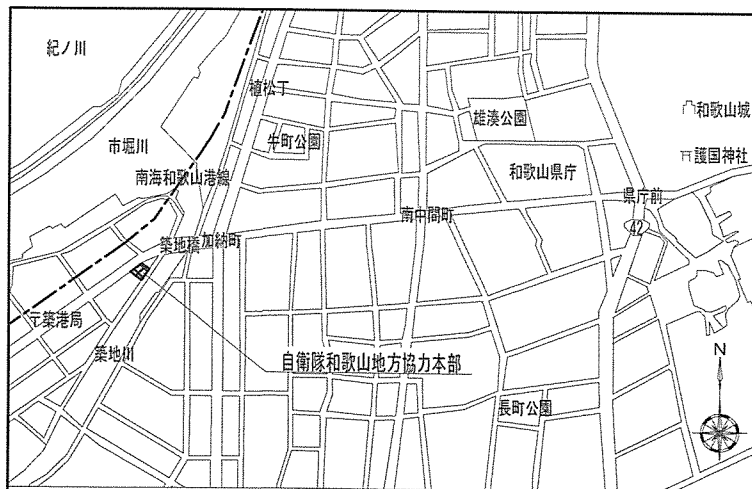 紀ノ川
植松丁
雄湊公園
和歌山城
市堀川
牛町公園
護国神社
南海和歌山港線
和歌山県庁
県庁前
南中間町
築地橋
加納町
42
〒築港局
築地川
自衛隊和歌山地方協力本部
N
長町公園